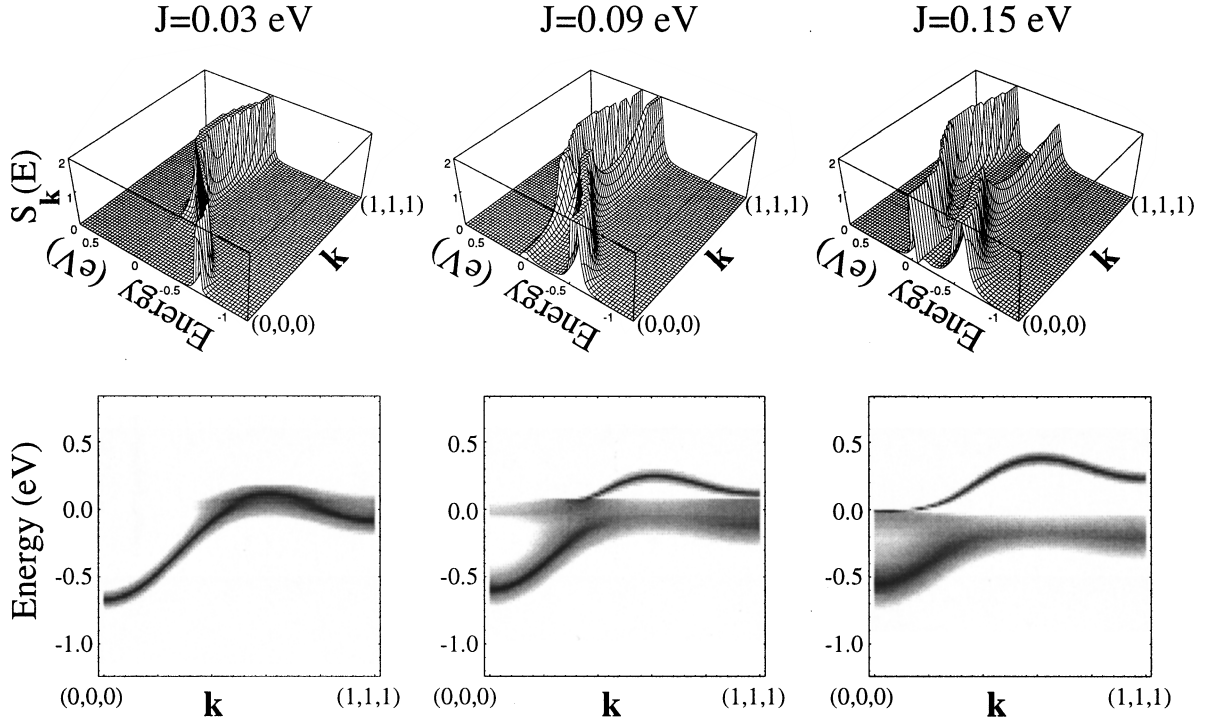 J=0.03 eV
J=0.09 eV
J=0.15 eV
S_k(E)
2
1
0
0.5
0
-0.5
-1
Energy (eV)
k
(1,1,1)
(0,0,0)
2
1
0
0.5
0
-0.5
-1
Energy (eV)
k
(1,1,1)
(0,0,0)
2
1
0
0.5
0
-0.5
-1
Energy (eV)
k
(1,1,1)
(0,0,0)
Energy (eV)
0.5
0.0
-0.5
-1.0
(0,0,0) k (1,1,1)
0.5
0.0
-0.5
-1.0
(0,0,0) k (1,1,1)
0.5
0.0
-0.5
-1.0
(0,0,0) k (1,1,1)